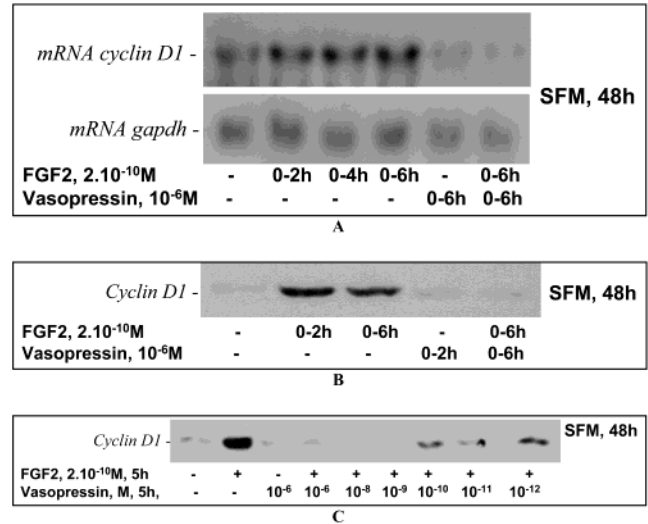 mRNA cyclin D1 -
SFM, 48h
mRNA gapdh -
FGF2, 2.10⁻¹⁰M - 0-2h 0-4h 0-6h - 0-6h
Vasopressin, 10⁻⁶M - - - - 0-6h 0-6h
A
Cyclin D1 - SFM, 48h
FGF2, 2.10⁻¹⁰M - 0-2h 0-6h - 0-6h
Vasopressin, 10⁻⁶M - - - 0-2h 0-6h
B
Cyclin D1 - SFM, 48h
FGF2, 2.10⁻¹⁰M, 5h - + - + + + + + +
Vasopressin, M, 5h, - - 10⁻⁶ 10⁻⁶ 10⁻⁸ 10⁻⁹ 10⁻¹⁰ 10⁻¹¹ 10⁻¹²
C